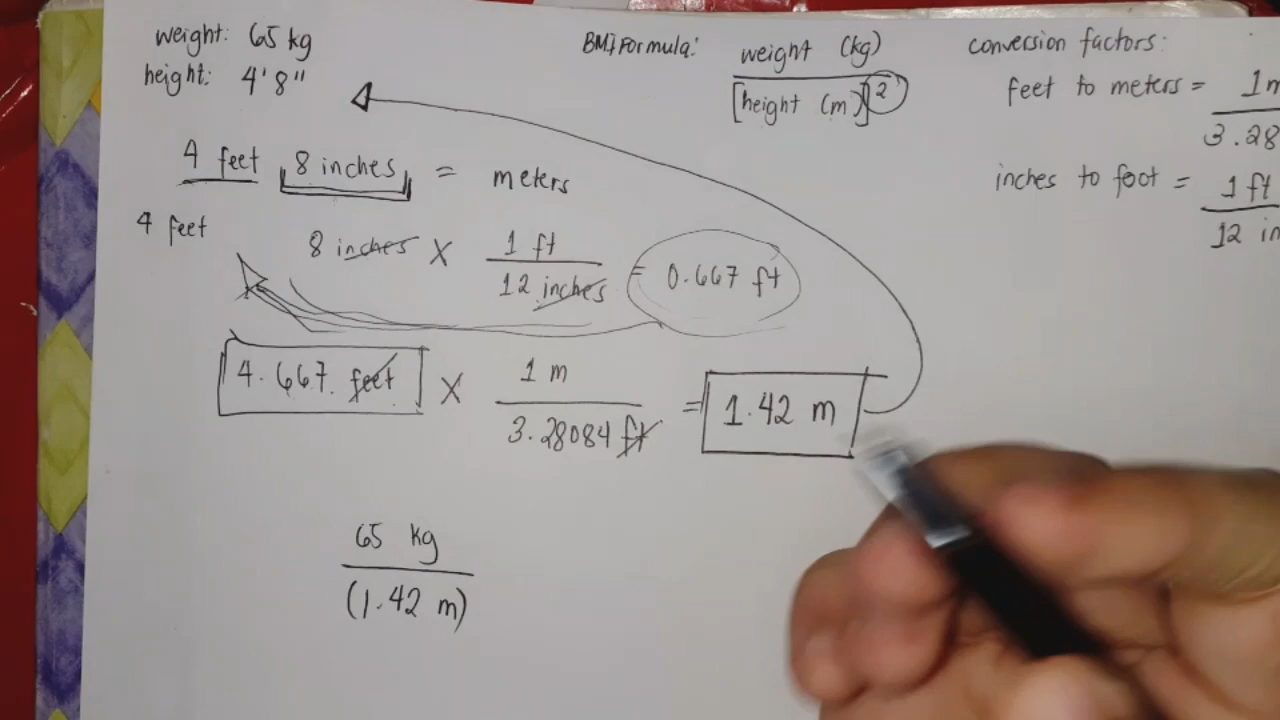 weight: 65 kg
height: 4'8"
BMI Formula: weight (kg)
[height (m)]²
conversion factors:
feet to meters = 1m
3.28
inches to foot = 1 ft
12 in
4 feet 8 inches = meters
4 feet
8 inches X 1 ft = 0.667 ft
12 inches
4.667 feet X 1 m = 1.42 m
3.28084 ft
65 kg
(1.42 m)